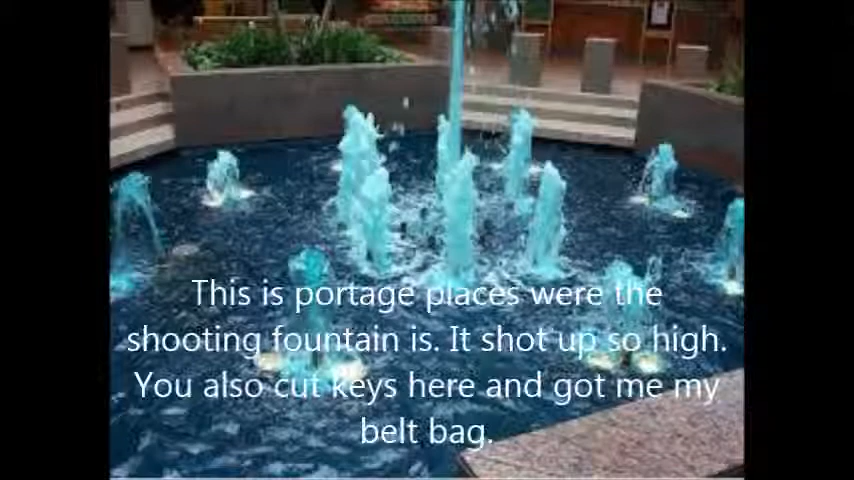 This is portage places were the
shooting fountain is. It shot up so high.
You also cut keys here and got me my
belt bag.